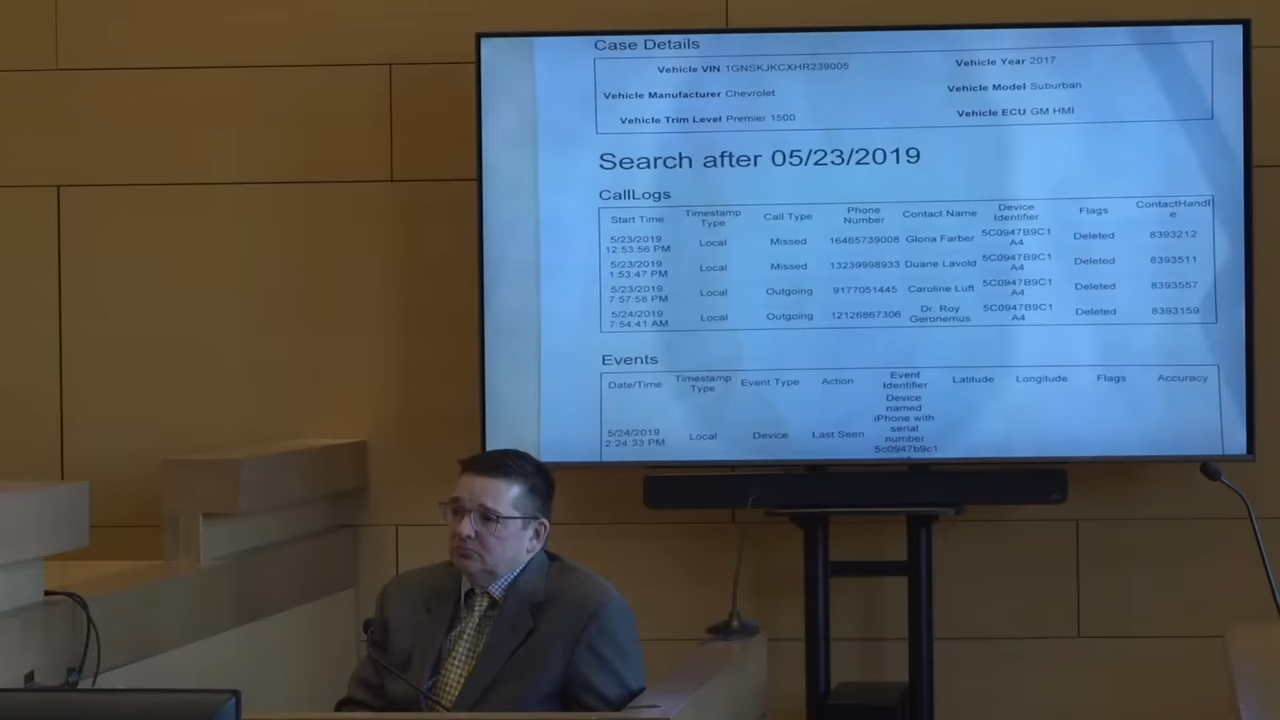 Case Details
Vehicle VIN 1GNSKJKCXHR239005 Vehicle Year 2017
Vehicle Manufacturer Chevrolet Vehicle Model Suburban
Vehicle Trim Level Premier 1500 Vehicle ECU GM HMI
Search after 05/23/2019
CallLogs
Start Time Timestamp Type Call Type Phone Number Contact Name Device Identifier Flags ContactHandle
5/23/2019 12:53:56 PM Local Missed 16465739008 Gloria Farber 5C0947B9C1A4 Deleted 8393212
5/23/2019 1:53:47 PM Local Missed 13239998933 Duane Lavold 5C0947B9C1A4 Deleted 8393511
5/23/2019 7:57:58 PM Local Outgoing 9177051445 Caroline Luft 5C0947B9C1A4 Deleted 8393557
5/24/2019 7:54:41 AM Local Outgoing 12126867306 Dr. Roy Geronemus 5C0947B9C1A4 Deleted 8393159
Events
Date/Time Timestamp Type Event Type Action Event Identifier Latitude Longitude Flags Accuracy
5/24/2019 2:24:33 PM Local Device Last Seen Device named iPhone with serial number 5c0947b9c1